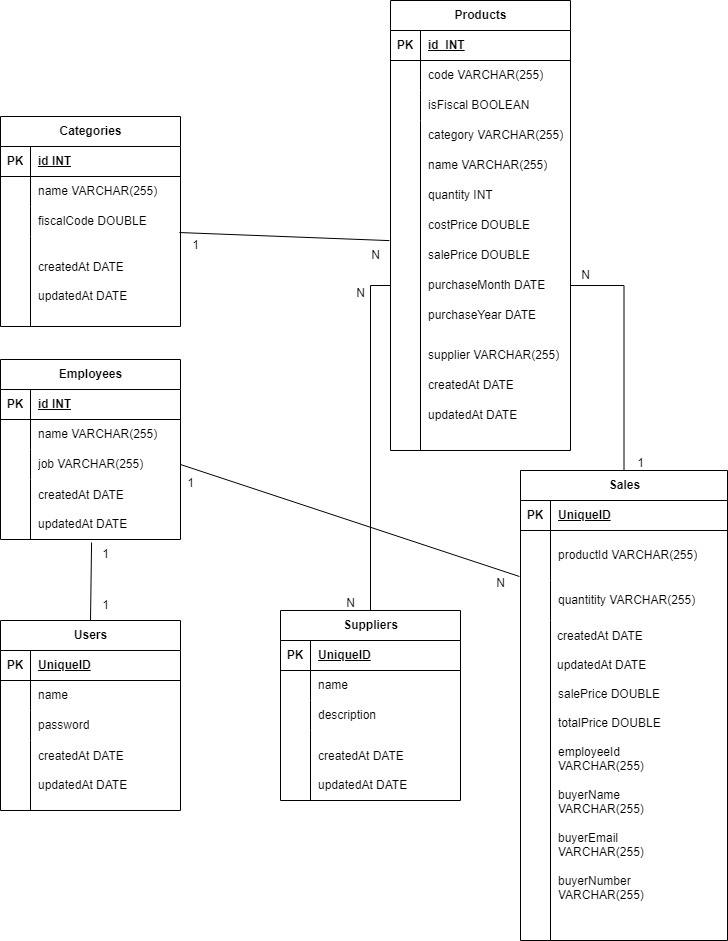 Products
PK id INT
code VARCHAR(255)
isFiscal BOOLEAN
category VARCHAR(255)
name VARCHAR(255)
quantity INT
costPrice DOUBLE
salePrice DOUBLE
purchaseMonth DATE
purchaseYear DATE
supplier VARCHAR(255)
createdAt DATE
updatedAt DATE
Categories
PK id INT
name VARCHAR(255)
fiscalCode DOUBLE
createdAt DATE
updatedAt DATE
1
N
N
N
Employees
PK id INT
name VARCHAR(255)
job VARCHAR(255)
createdAt DATE
updatedAt DATE
1
1
N
1
1
N
Sales
PK UniqueID
productId VARCHAR(255)
quantitity VARCHAR(255)
createdAt DATE
updatedAt DATE
salePrice DOUBLE
totalPrice DOUBLE
employeeId
VARCHAR(255)
buyerName
VARCHAR(255)
buyerEmail
VARCHAR(255)
buyerNumber
VARCHAR(255)
Users
PK UniqueID
name
password
createdAt DATE
updatedAt DATE
Suppliers
PK UniqueID
name
description
createdAt DATE
updatedAt DATE